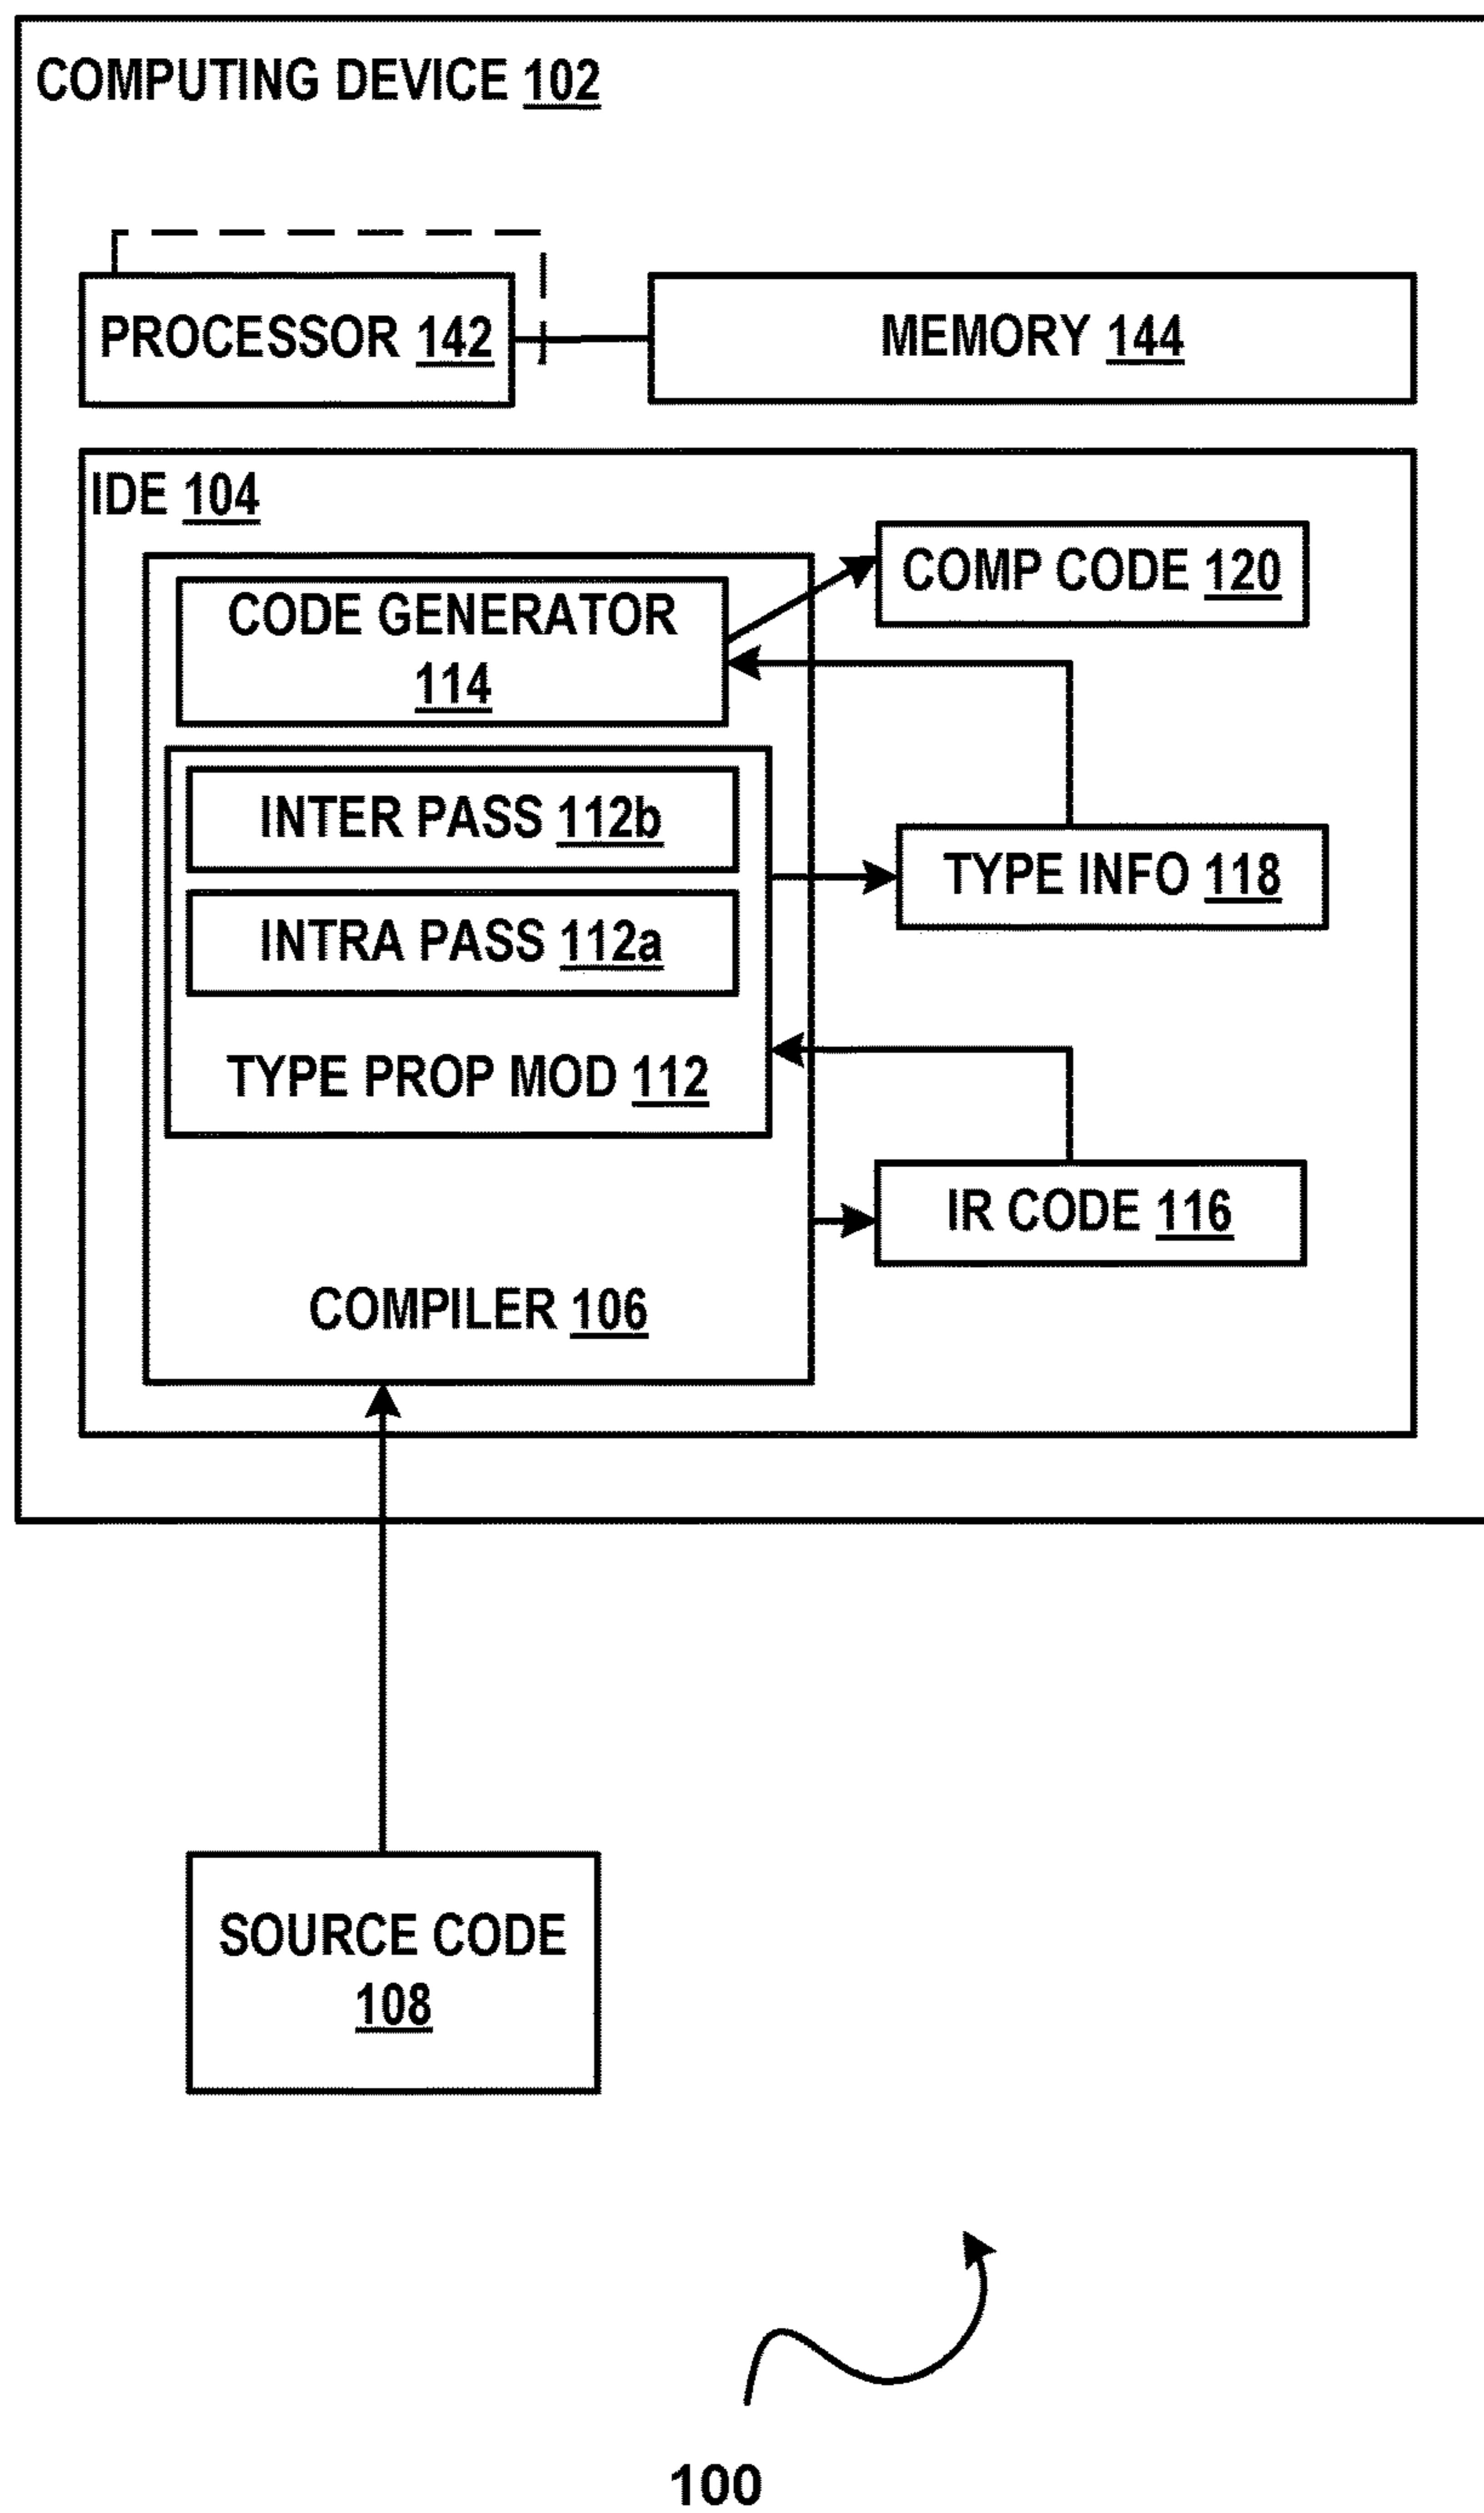 COMPUTING DEVICE 102
PROCESSOR 142
MEMORY 144
IDE 104
COMP CODE 120
CODE GENERATOR
114
INTER PASS 112b
TYPE INFO 118
INTRA PASS 112a
TYPE PROP MOD 112
IR CODE 116
COMPILER 106
SOURCE CODE
108
100